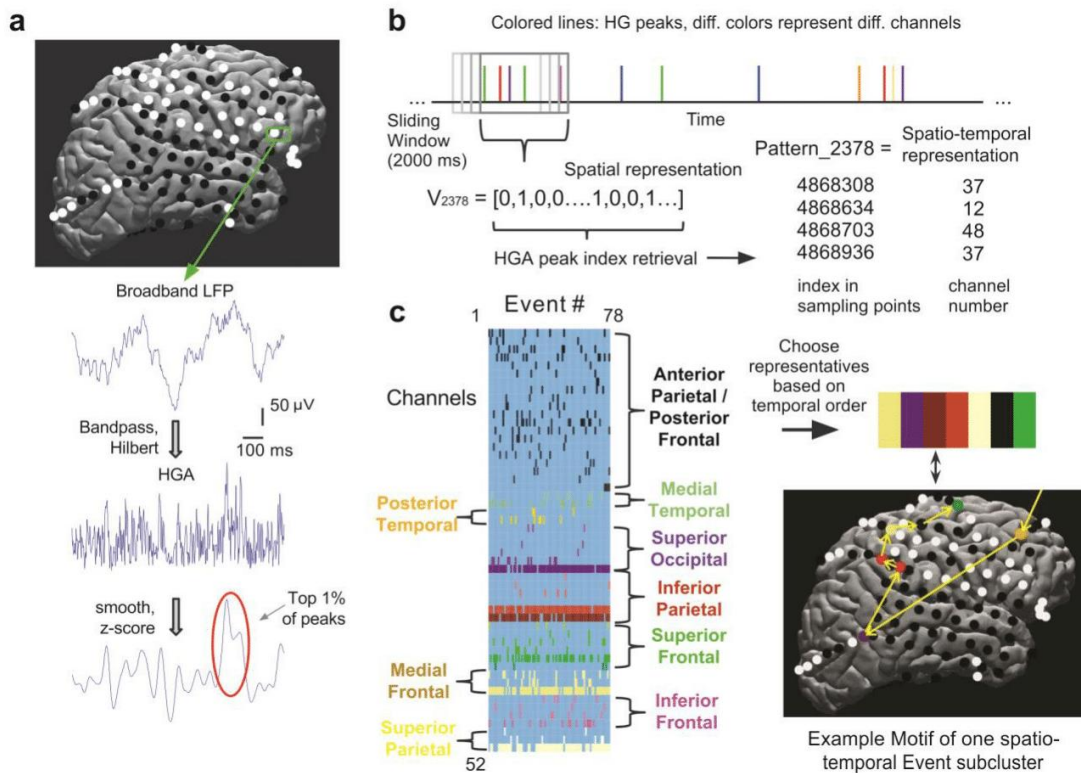 a
Broadband LFP
50 μV
100 ms
Bandpass,
Hilbert
HGA
smooth,
z-score
Top 1%
of peaks
b
Colored lines: HG peaks, diff. colors represent diff. channels
...
...
Sliding
Window
(2000 ms)
Time
Spatial representation
V2378 = [0,1,0,0....1,0,0,1...]
HGA peak index retrieval
Pattern_2378 =
Spatio-temporal
representation
4868308 37
4868634 12
4868703 48
4868936 37
index in
sampling points
channel
number
c
Event #
1
78
Channels
52
Anterior
Parietal /
Posterior
Frontal
Medial
Temporal
Posterior
Temporal
Superior
Occipital
Inferior
Parietal
Superior
Frontal
Medial
Frontal
Inferior
Frontal
Superior
Parietal
Choose
representatives
based on
temporal order
Example Motif of one spatio-
temporal Event subcluster